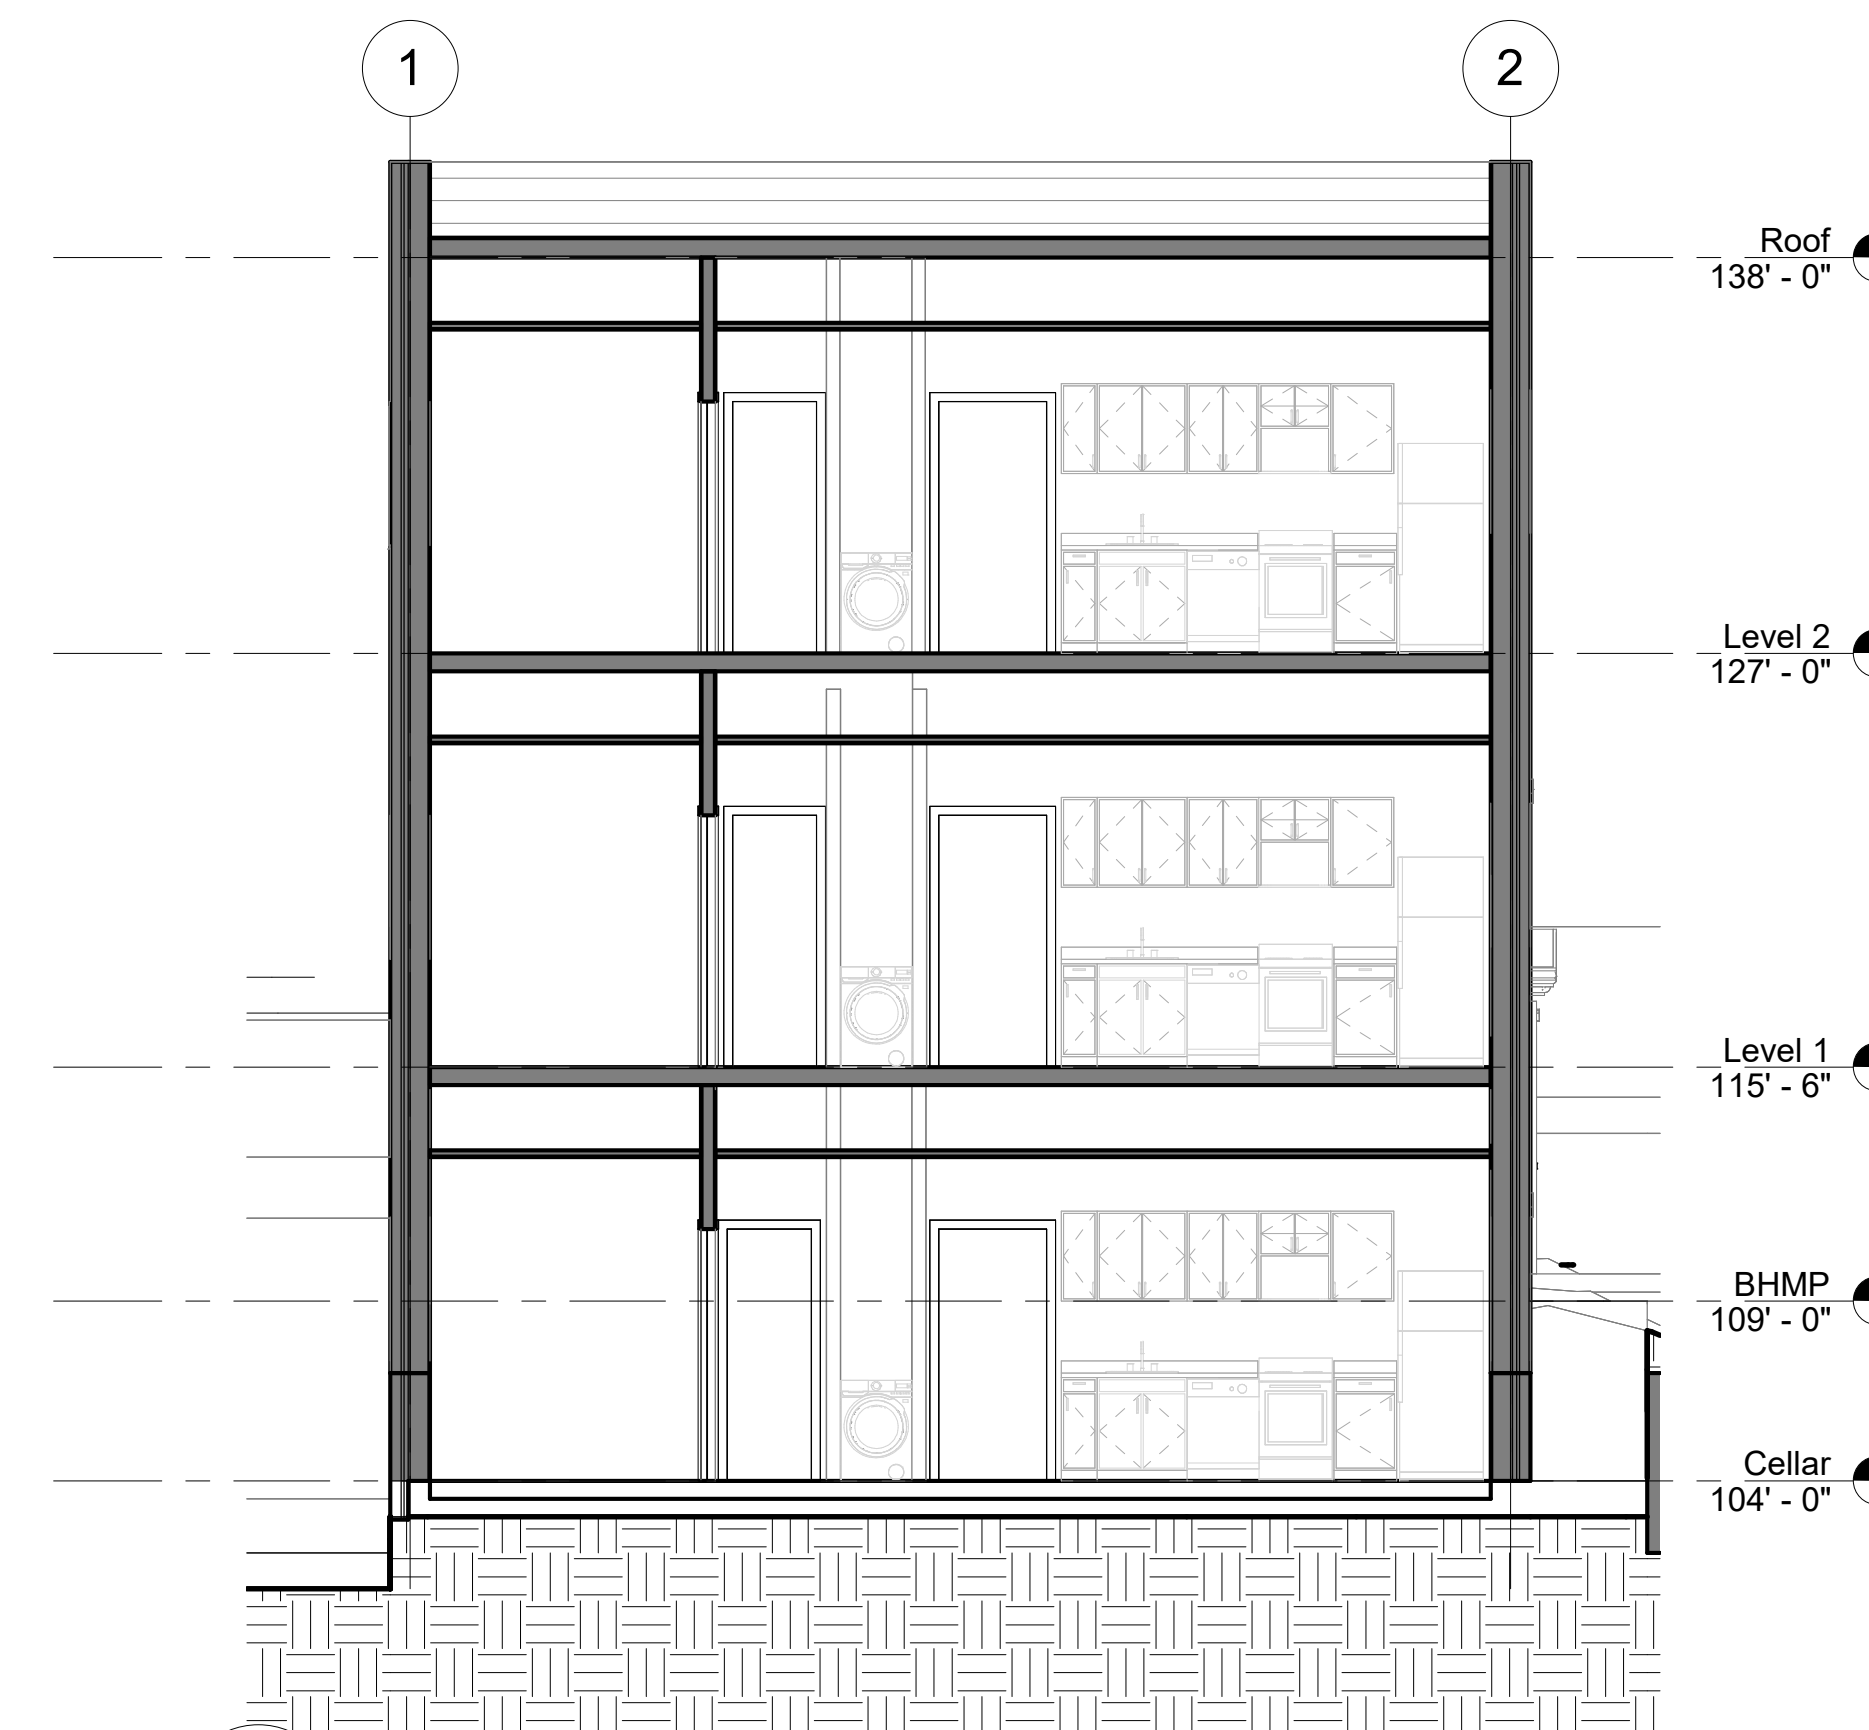 1
2
Roof
138' - 0"
Level 2
127' - 0"
Level 1
115' - 6"
BHMP
109' - 0"
Cellar
104' - 0"